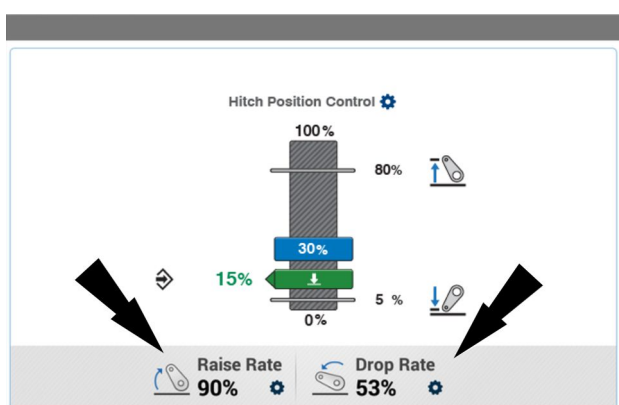 Hitch Position Control
100%
80%
30%
15%
5 %
0%
Raise Rate
90%
Drop Rate
53%